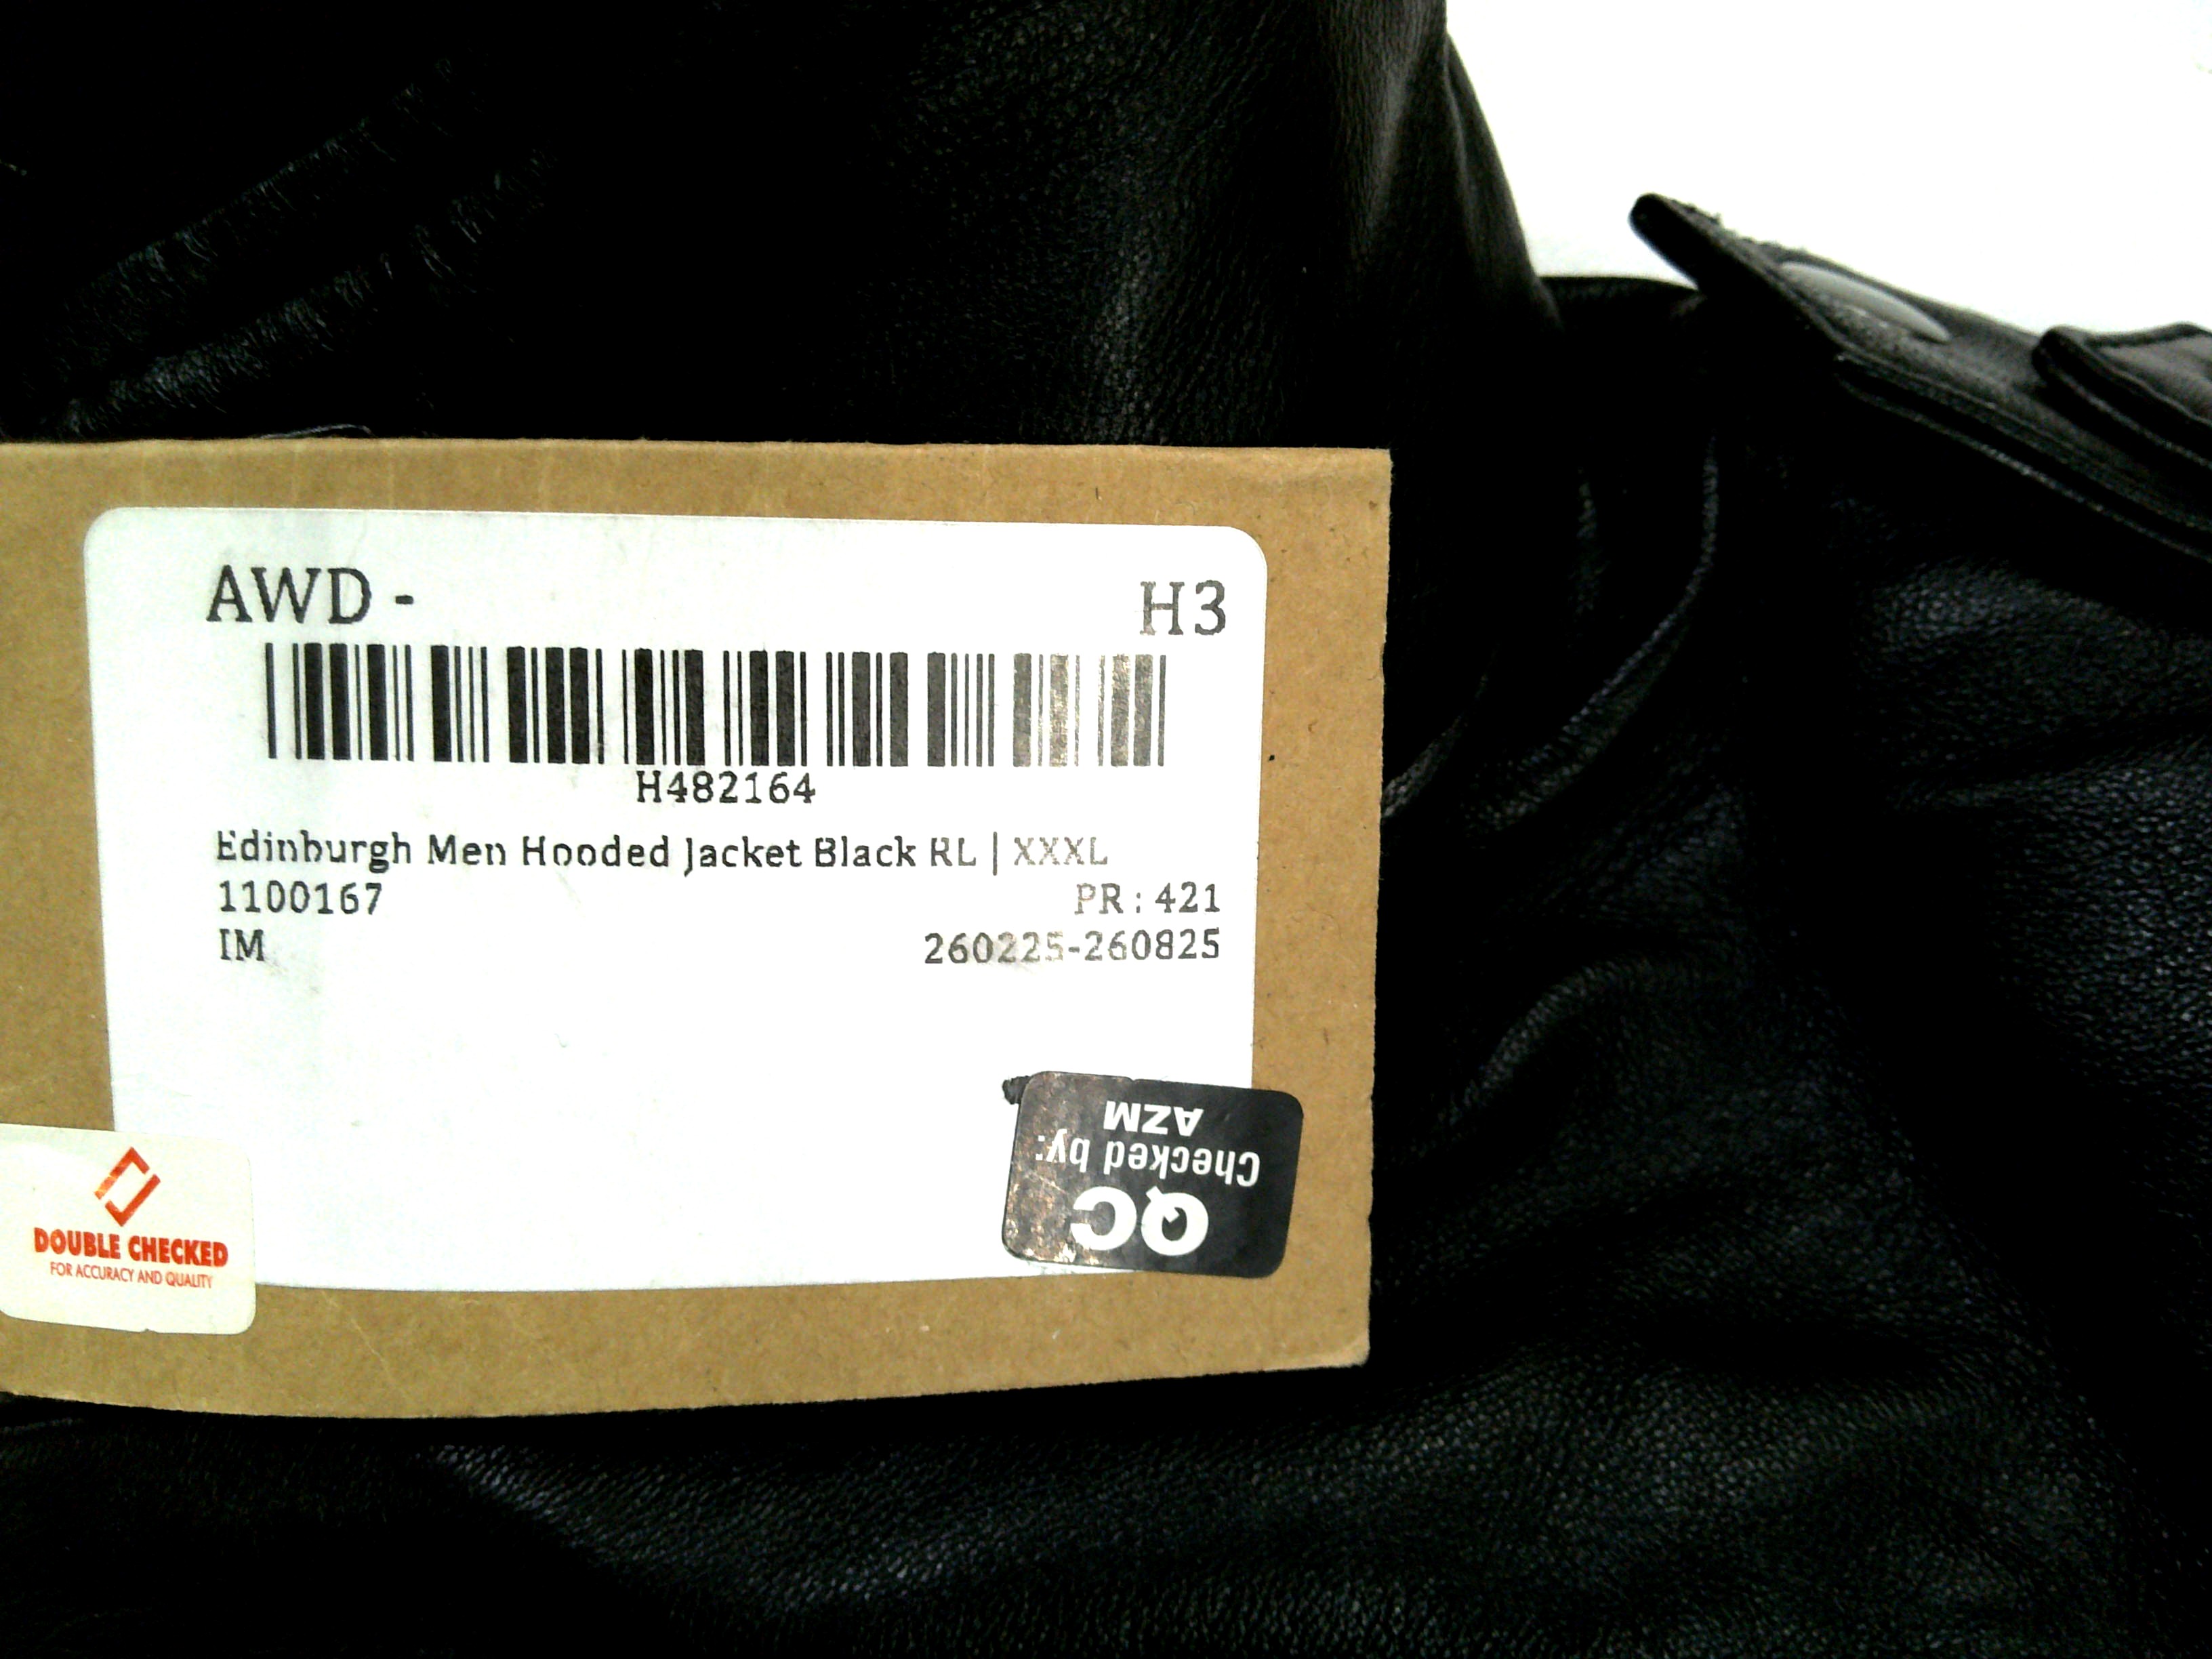 AWD - H3
H482164
Edinburgh Men Hooded Jacket Black RL | XXXL
1100167 PR : 421
IM 260225-260825
QC
Checked by:
AZM
DOUBLE CHECKED
FOR ACCURACY AND QUALITY